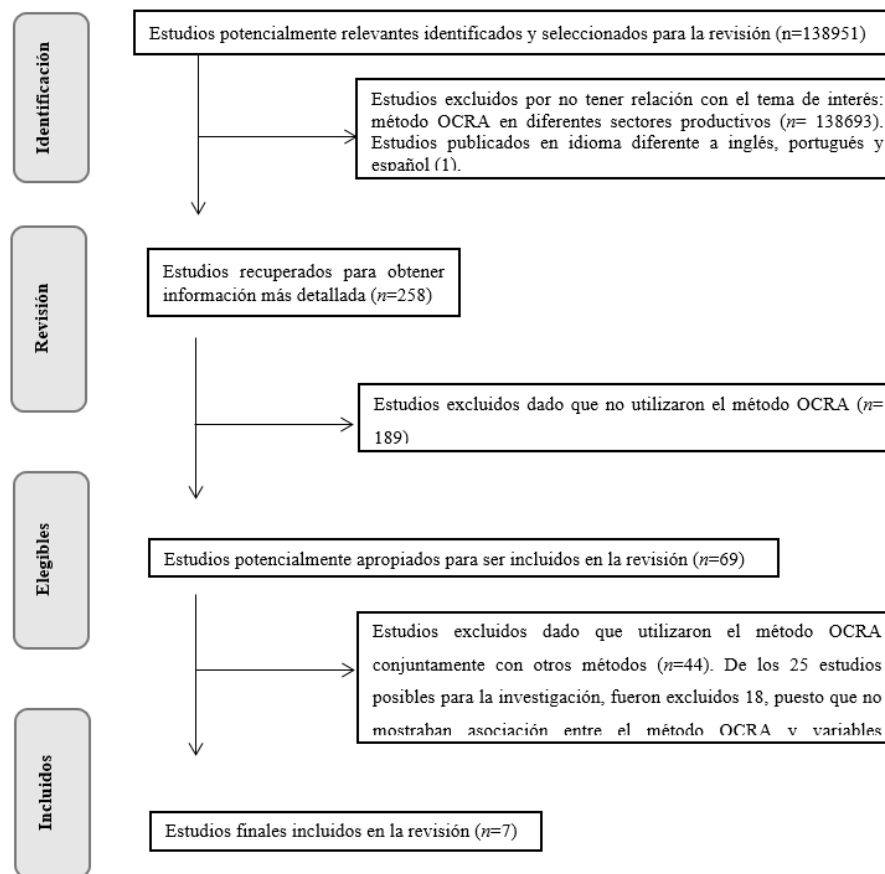 Identificación
Estudios potencialmente relevantes identificados y seleccionados para la revisión (n=138951)
Estudios excluidos por no tener relación con el tema de interés:
método OCRA en diferentes sectores productivos (n= 138693).
Estudios publicados en idioma diferente a inglés, portugués y
español (1).
Revisión
Estudios recuperados para obtener
información más detallada (n=258)
Estudios excluidos dado que no utilizaron el método OCRA (n=
189)
Elegibles
Estudios potencialmente apropiados para ser incluidos en la revisión (n=69)
Estudios excluidos dado que utilizaron el método OCRA
conjuntamente con otros métodos (n=44). De los 25 estudios
posibles para la investigación, fueron excluidos 18, puesto que no
mostraban asociación entre el método OCRA y variables
Incluidos
Estudios finales incluidos en la revisión (n=7)